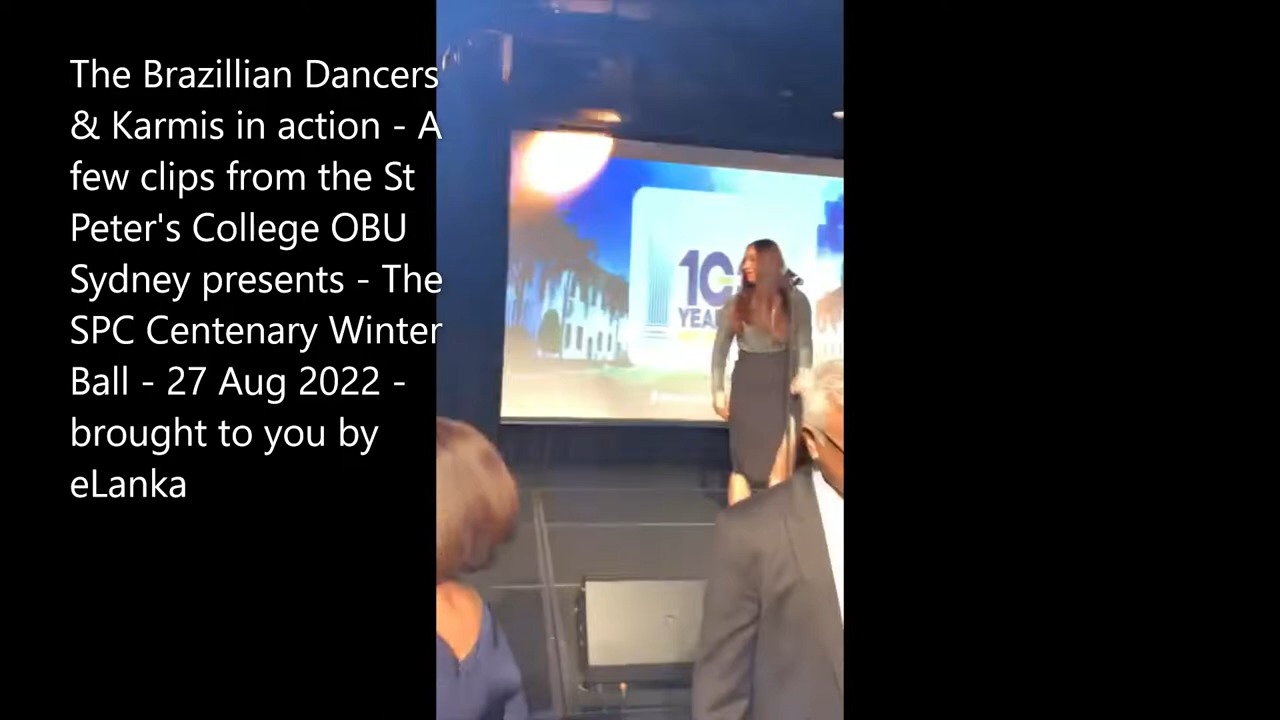 The Brazillian Dancers
& Karmis in action - A
few clips from the St
Peter's College OBU
Sydney presents - The
SPC Centenary Winter
Ball - 27 Aug 2022 -
brought to you by
eLanka
10